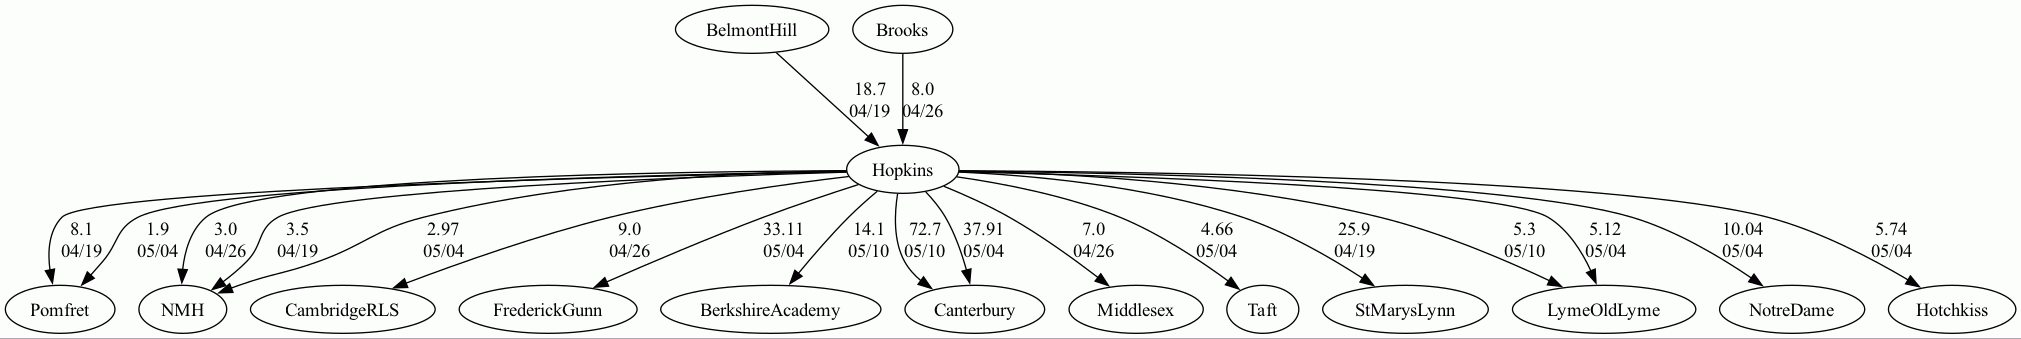 BelmontHill Brooks
18.7 8.0
04/19 04/26
Hopkins
8.1 1.9 3.0 3.5 2.97 9.0 33.11 14.1 72.7 37.91 7.0 4.66 25.9 5.3 5.12 10.04 5.74
04/19 05/04 04/26 04/19 05/04 04/26 05/04 05/10 05/10 05/04 04/26 05/04 04/19 05/10 05/04 05/04 05/04
Pomfret NMH CambridgeRLS FrederickGunn BerkshireAcademy Canterbury Middlesex Taft StMarysLynn LymeOldLyme NotreDame Hotchkiss